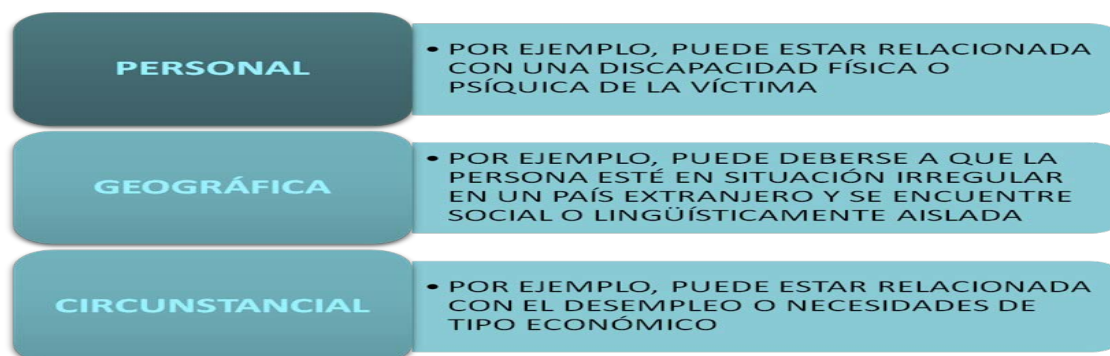 PERSONAL
• POR EJEMPLO, PUEDE ESTAR RELACIONADA
CON UNA DISCAPACIDAD FÍSICA O
PSÍQUICA DE LA VÍCTIMA
GEOGRÁFICA
• POR EJEMPLO, PUEDE DEBERSE A QUE LA
PERSONA ESTÉ EN SITUACIÓN IRREGULAR
EN UN PAÍS EXTRANJERO Y SE ENCUENTRE
SOCIAL O LINGÜÍSTICAMENTE AISLADA
CIRCUNSTANCIAL
• POR EJEMPLO, PUEDE ESTAR RELACIONADA
CON EL DESEMPLEO O NECESIDADES DE
TIPO ECONÓMICO